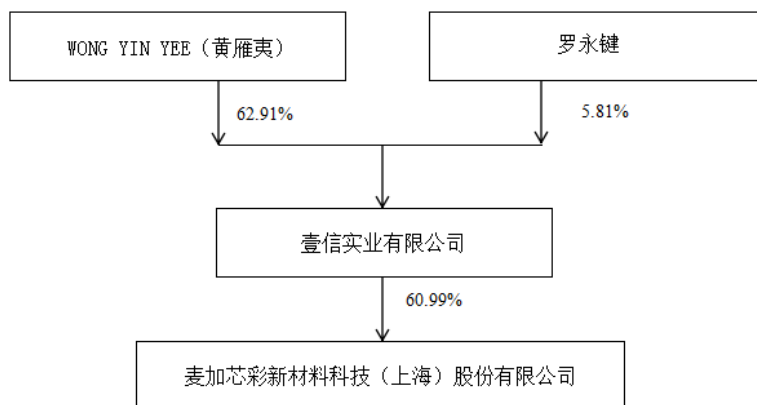 WONG YIN YEE（黄雁夷）
罗永键
62.91%
5.81%
壹信实业有限公司
60.99%
麦加芯彩新材料科技（上海）股份有限公司